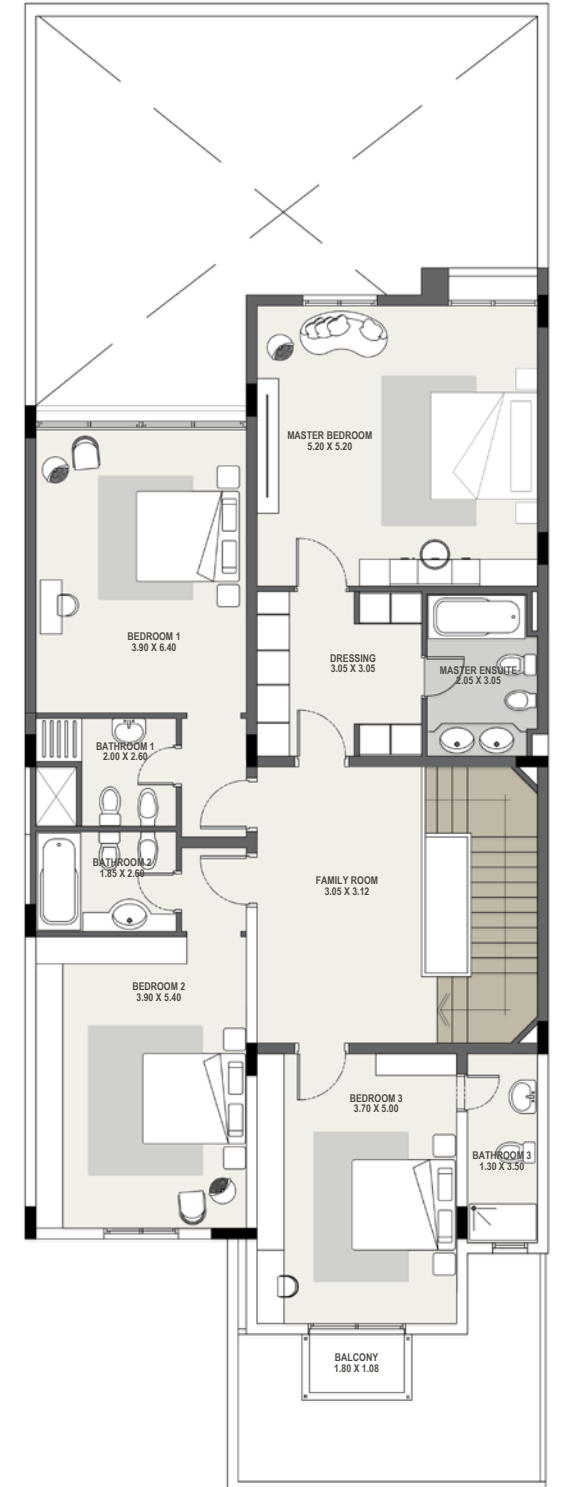 MASTER BEDROOM
5.20 X 5.20
BEDROOM 1
3.90 X 6.40
DRESSING
3.05 X 3.05
MASTER ENSUITE
2.05 X 3.05
BATHROOM 1
2.00 X 2.60
BATHROOM 2
1.85 X 2.60
FAMILY ROOM
3.05 X 3.12
BEDROOM 2
3.90 X 5.40
BEDROOM 3
3.70 X 5.00
BATHROOM 3
1.30 X 3.50
BALCONY
1.80 X 1.08